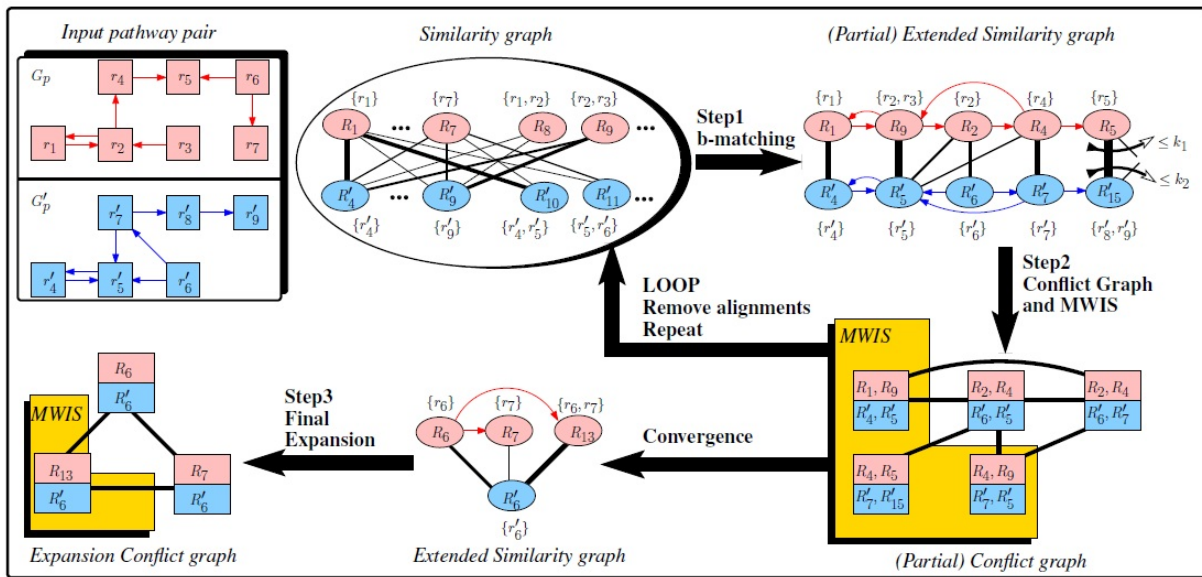 Input pathway pair
G_p
r_4 r_5 r_6
r_1 r_2 r_3 r_7
G'_p
r'_7 r'_8 r'_9
r'_4 r'_5 r'_6
Similarity graph
{r_1} {r_7} {r_1, r_2} {r_2, r_3}
R_1 ... R_7 R_8 R_9 ...
R'_4 ... R'_9 R'_10 R'_11 ...
{r'_4} {r'_9} {r'_4, r'_5} {r'_5, r'_6}
Step1
b-matching
(Partial) Extended Similarity graph
{r_1} {r_2, r_3} {r_2} {r_4} {r_5}
R_1 R_9 R_2 R_4 R_5
≤ k_1
≤ k_2
R'_4 R'_5 R'_6 R'_7 R'_15
{r'_4} {r'_5} {r'_6} {r'_7} {r'_8, r'_9}
Step2
Conflict Graph
and MWIS
LOOP
Remove alignments
Repeat
MWIS
R_1, R_9 R_2, R_4 R_2, R_4
R'_4, R'_5 R'_6, R'_5 R'_6, R'_7
R_4, R_5 R_4, R_9
R'_7, R'_15 R'_7, R'_5
(Partial) Conflict graph
Convergence
{r_6} {r_7} {r_6, r_7}
R_6 R_7 R_13
R'_6
{r'_6}
Extended Similarity graph
Step3
Final
Expansion
R_6
R'_6
MWIS
R_13 R_7
R'_6 R'_6
Expansion Conflict graph